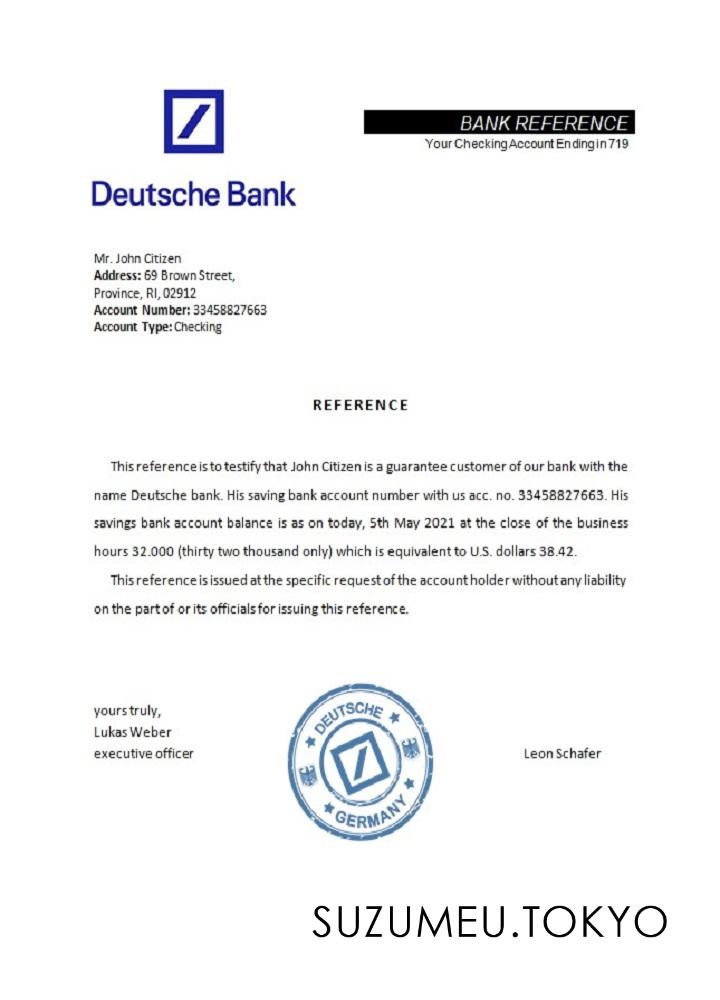 BANK REFERENCE
Your Checking Account Ending in 719
Deutsche Bank
Mr. John Citizen
Address: 69 Brown Street,
Province, RI, 02912
Account Number: 33458827663
Account Type: Checking
REFERENCE
This reference is to testify that John Citizen is a guarantee customer of our bank with the
name Deutsche bank. His saving bank account number with us acc. no. 33458827663. His
savings bank account balance is as on today, 5th May 2021 at the close of the business
hours 32.000 (thirty two thousand only) which is equivalent to U.S. dollars 38.42.
This reference is issued at the specific request of the account holder without any liability
on the part of or its officials for issuing this reference.
yours truly,
Lukas Weber
executive officer
DEUTSCHE
GERMANY
Leon Schafer
SUZUMEU.TOKYO